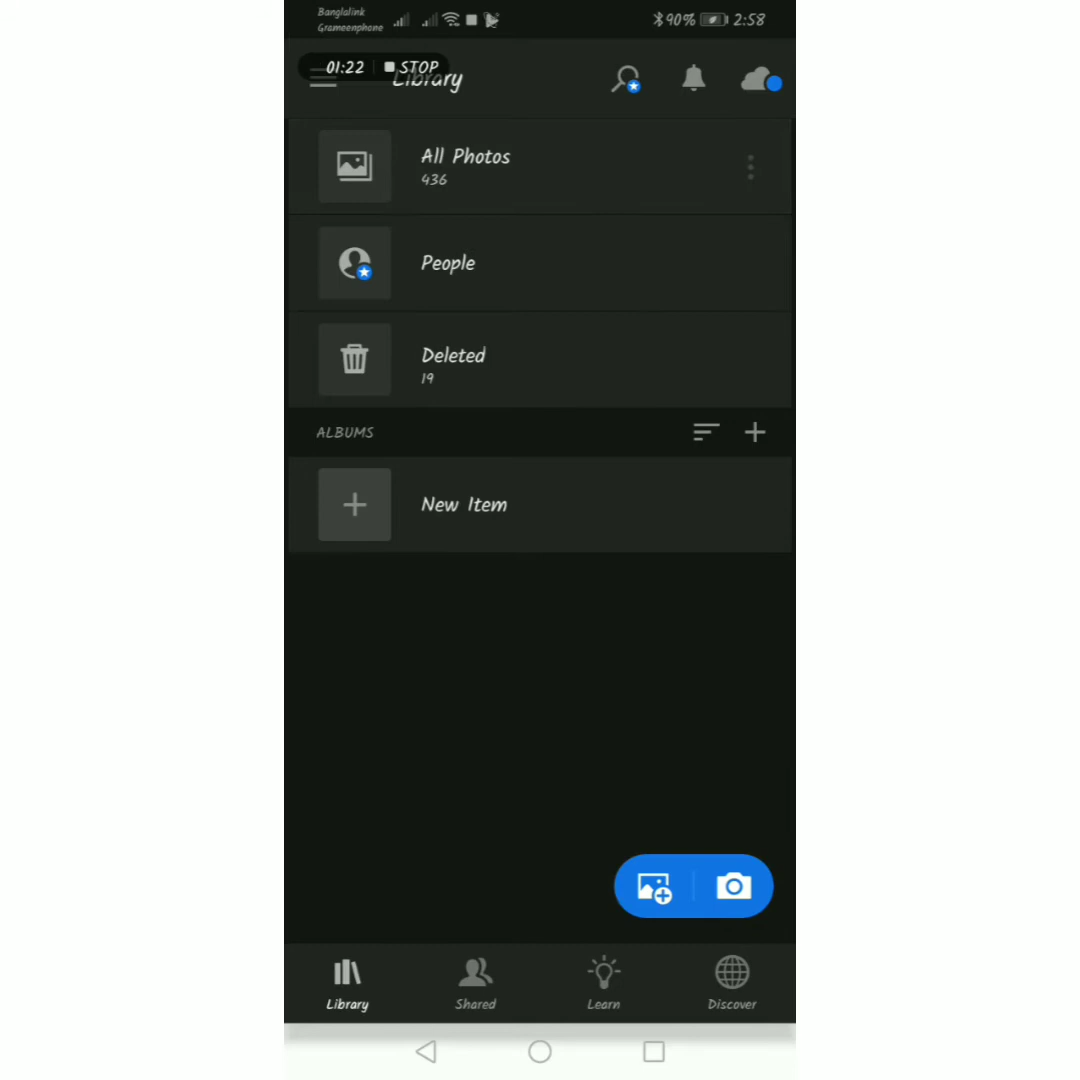 Banglalink
Grameenphone
90% 2:58
01:22 STOP
Library
All Photos
436
People
Deleted
19
ALBUMS
New Item
Library Shared Learn Discover